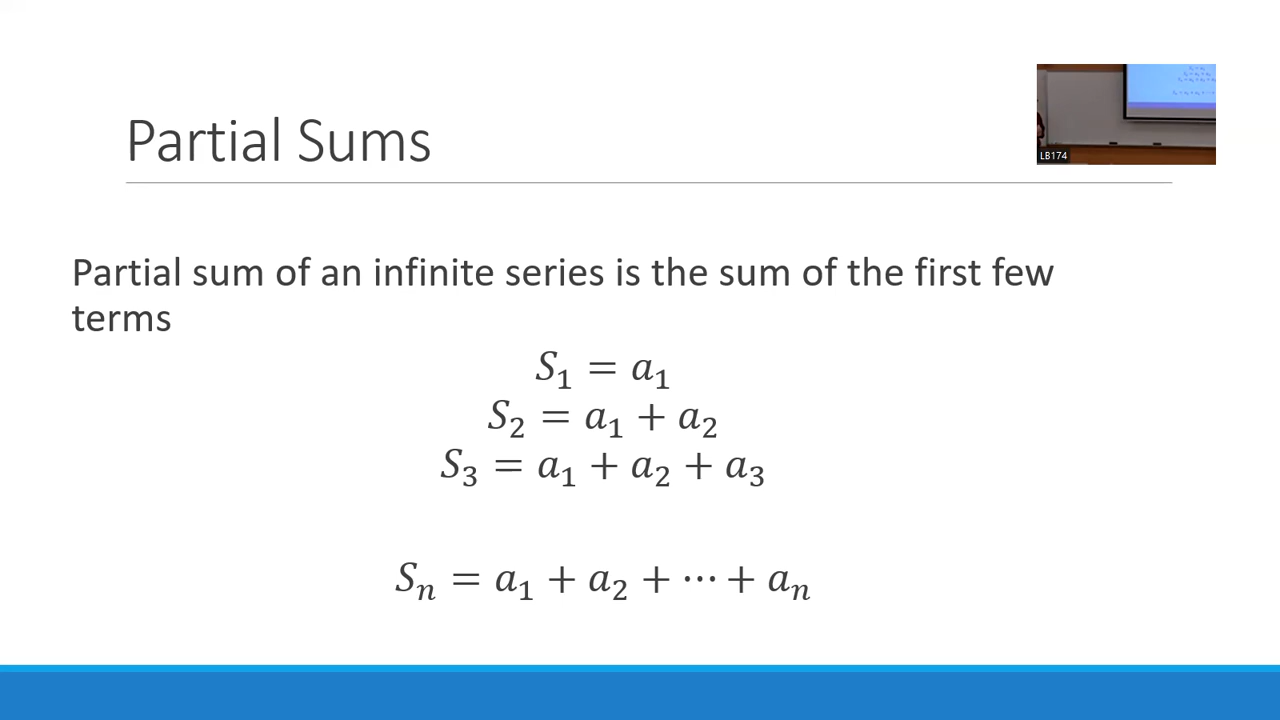 Partial Sums
LB174
Partial sum of an infinite series is the sum of the first few
terms
S₁ = a₁
S₂ = a₁ + a₂
S₃ = a₁ + a₂ + a₃
Sₙ = a₁ + a₂ + ⋯ + aₙ